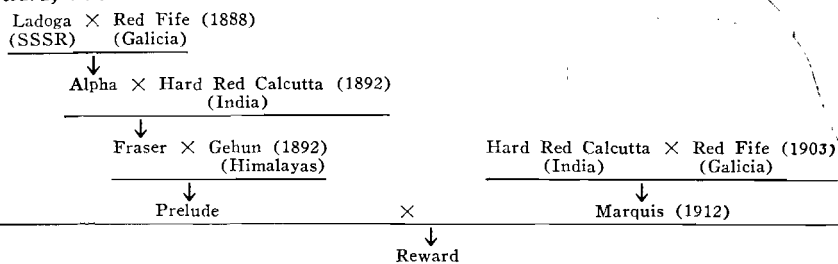 Ladoga × Red Fife (1888)
(SSSR) (Galicia)
Alpha × Hard Red Calcutta (1892)
(India)
Fraser × Gehun (1892) Hard Red Calcutta × Red Fife (1903)
(Himalayas) (India) (Galicia)
Prelude × Marquis (1912)
Reward